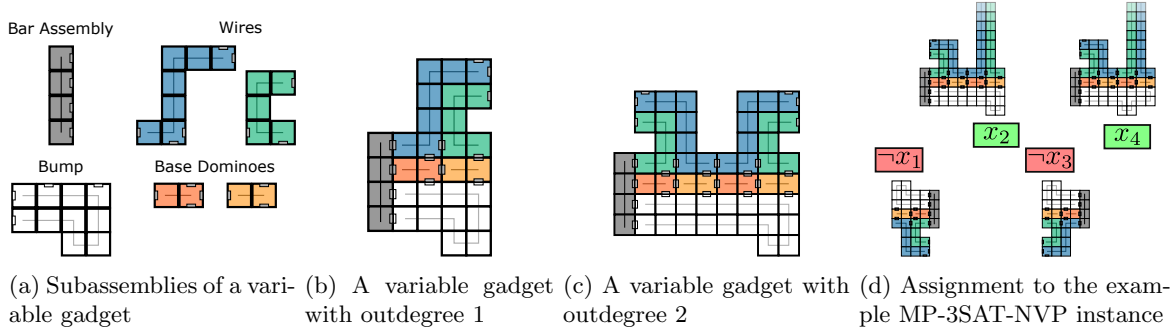 Bar Assembly
Wires
Bump
Base Dominoes
(a) Subassemblies of a vari-
able gadget
(b) A variable gadget
with outdegree 1
(c) A variable gadget with
outdegree 2
x₂
x₄
¬x₁
¬x₃
(d) Assignment to the exam-
ple MP-3SAT-NVP instance